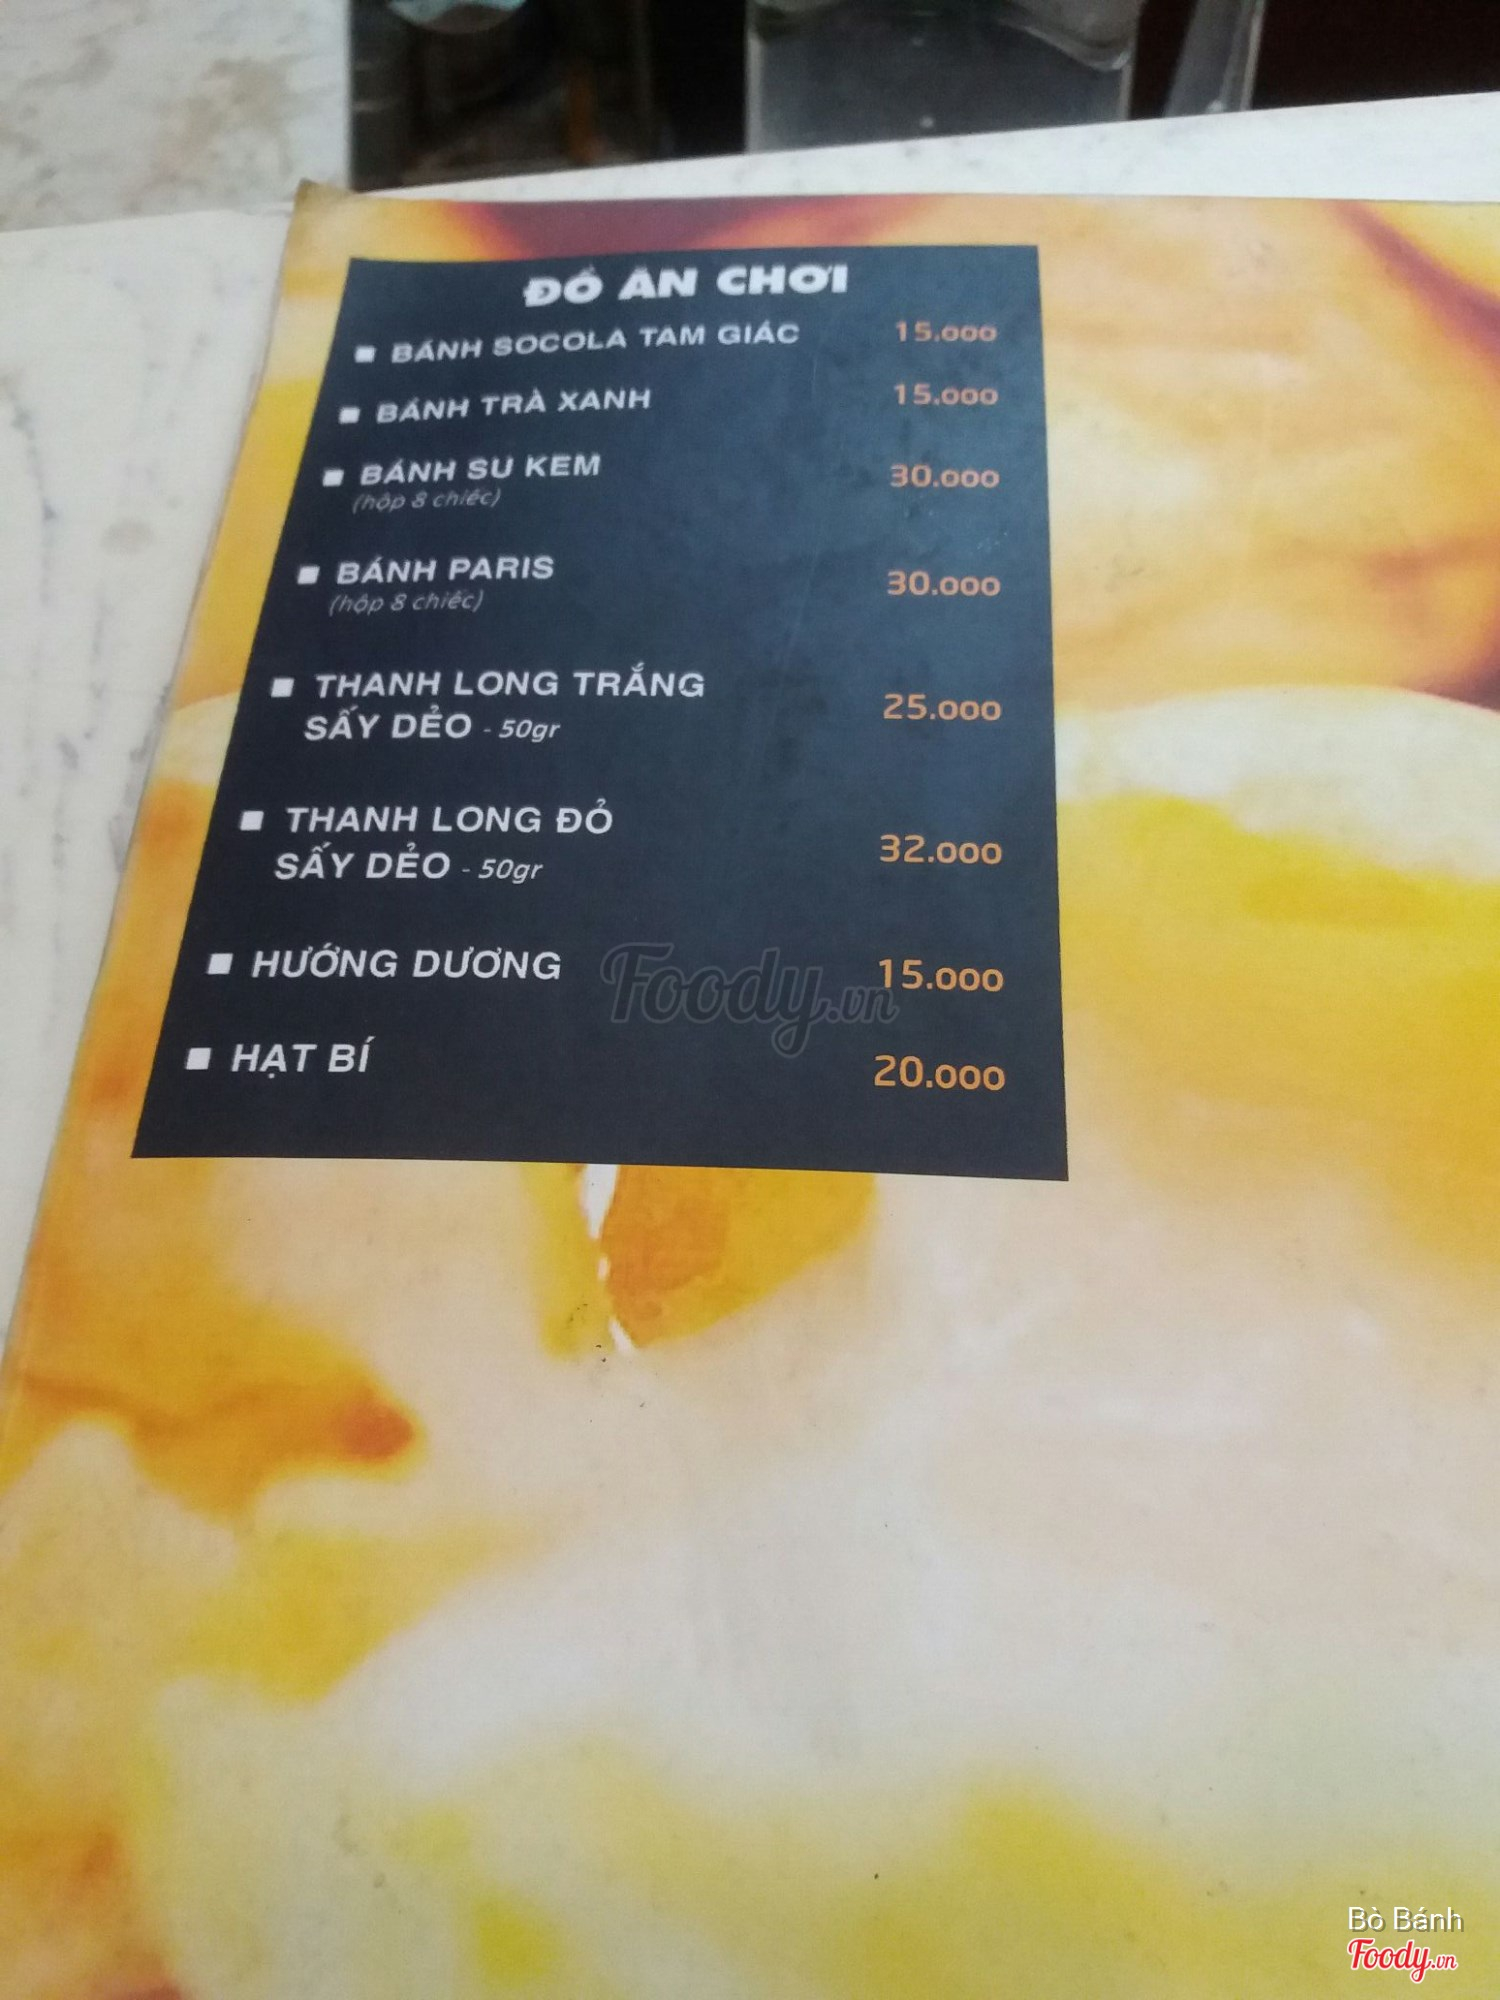 ĐỒ ĂN CHƠI
BÁNH SOCOLA TAM GIÁC 15.000
BÁNH TRÀ XANH 15.000
BÁNH SU KEM 30.000
(hộp 8 chiếc)
BÁNH PARIS 30.000
(hộp 8 chiếc)
THANH LONG TRẮNG
SẤY DẺO - 50gr 25.000
THANH LONG ĐỎ
SẤY DẺO - 50gr 32.000
HƯỚNG DƯƠNG 15.000
HẠT BÍ 20.000
Foody.vn
Bò Bánh
Foody.vn